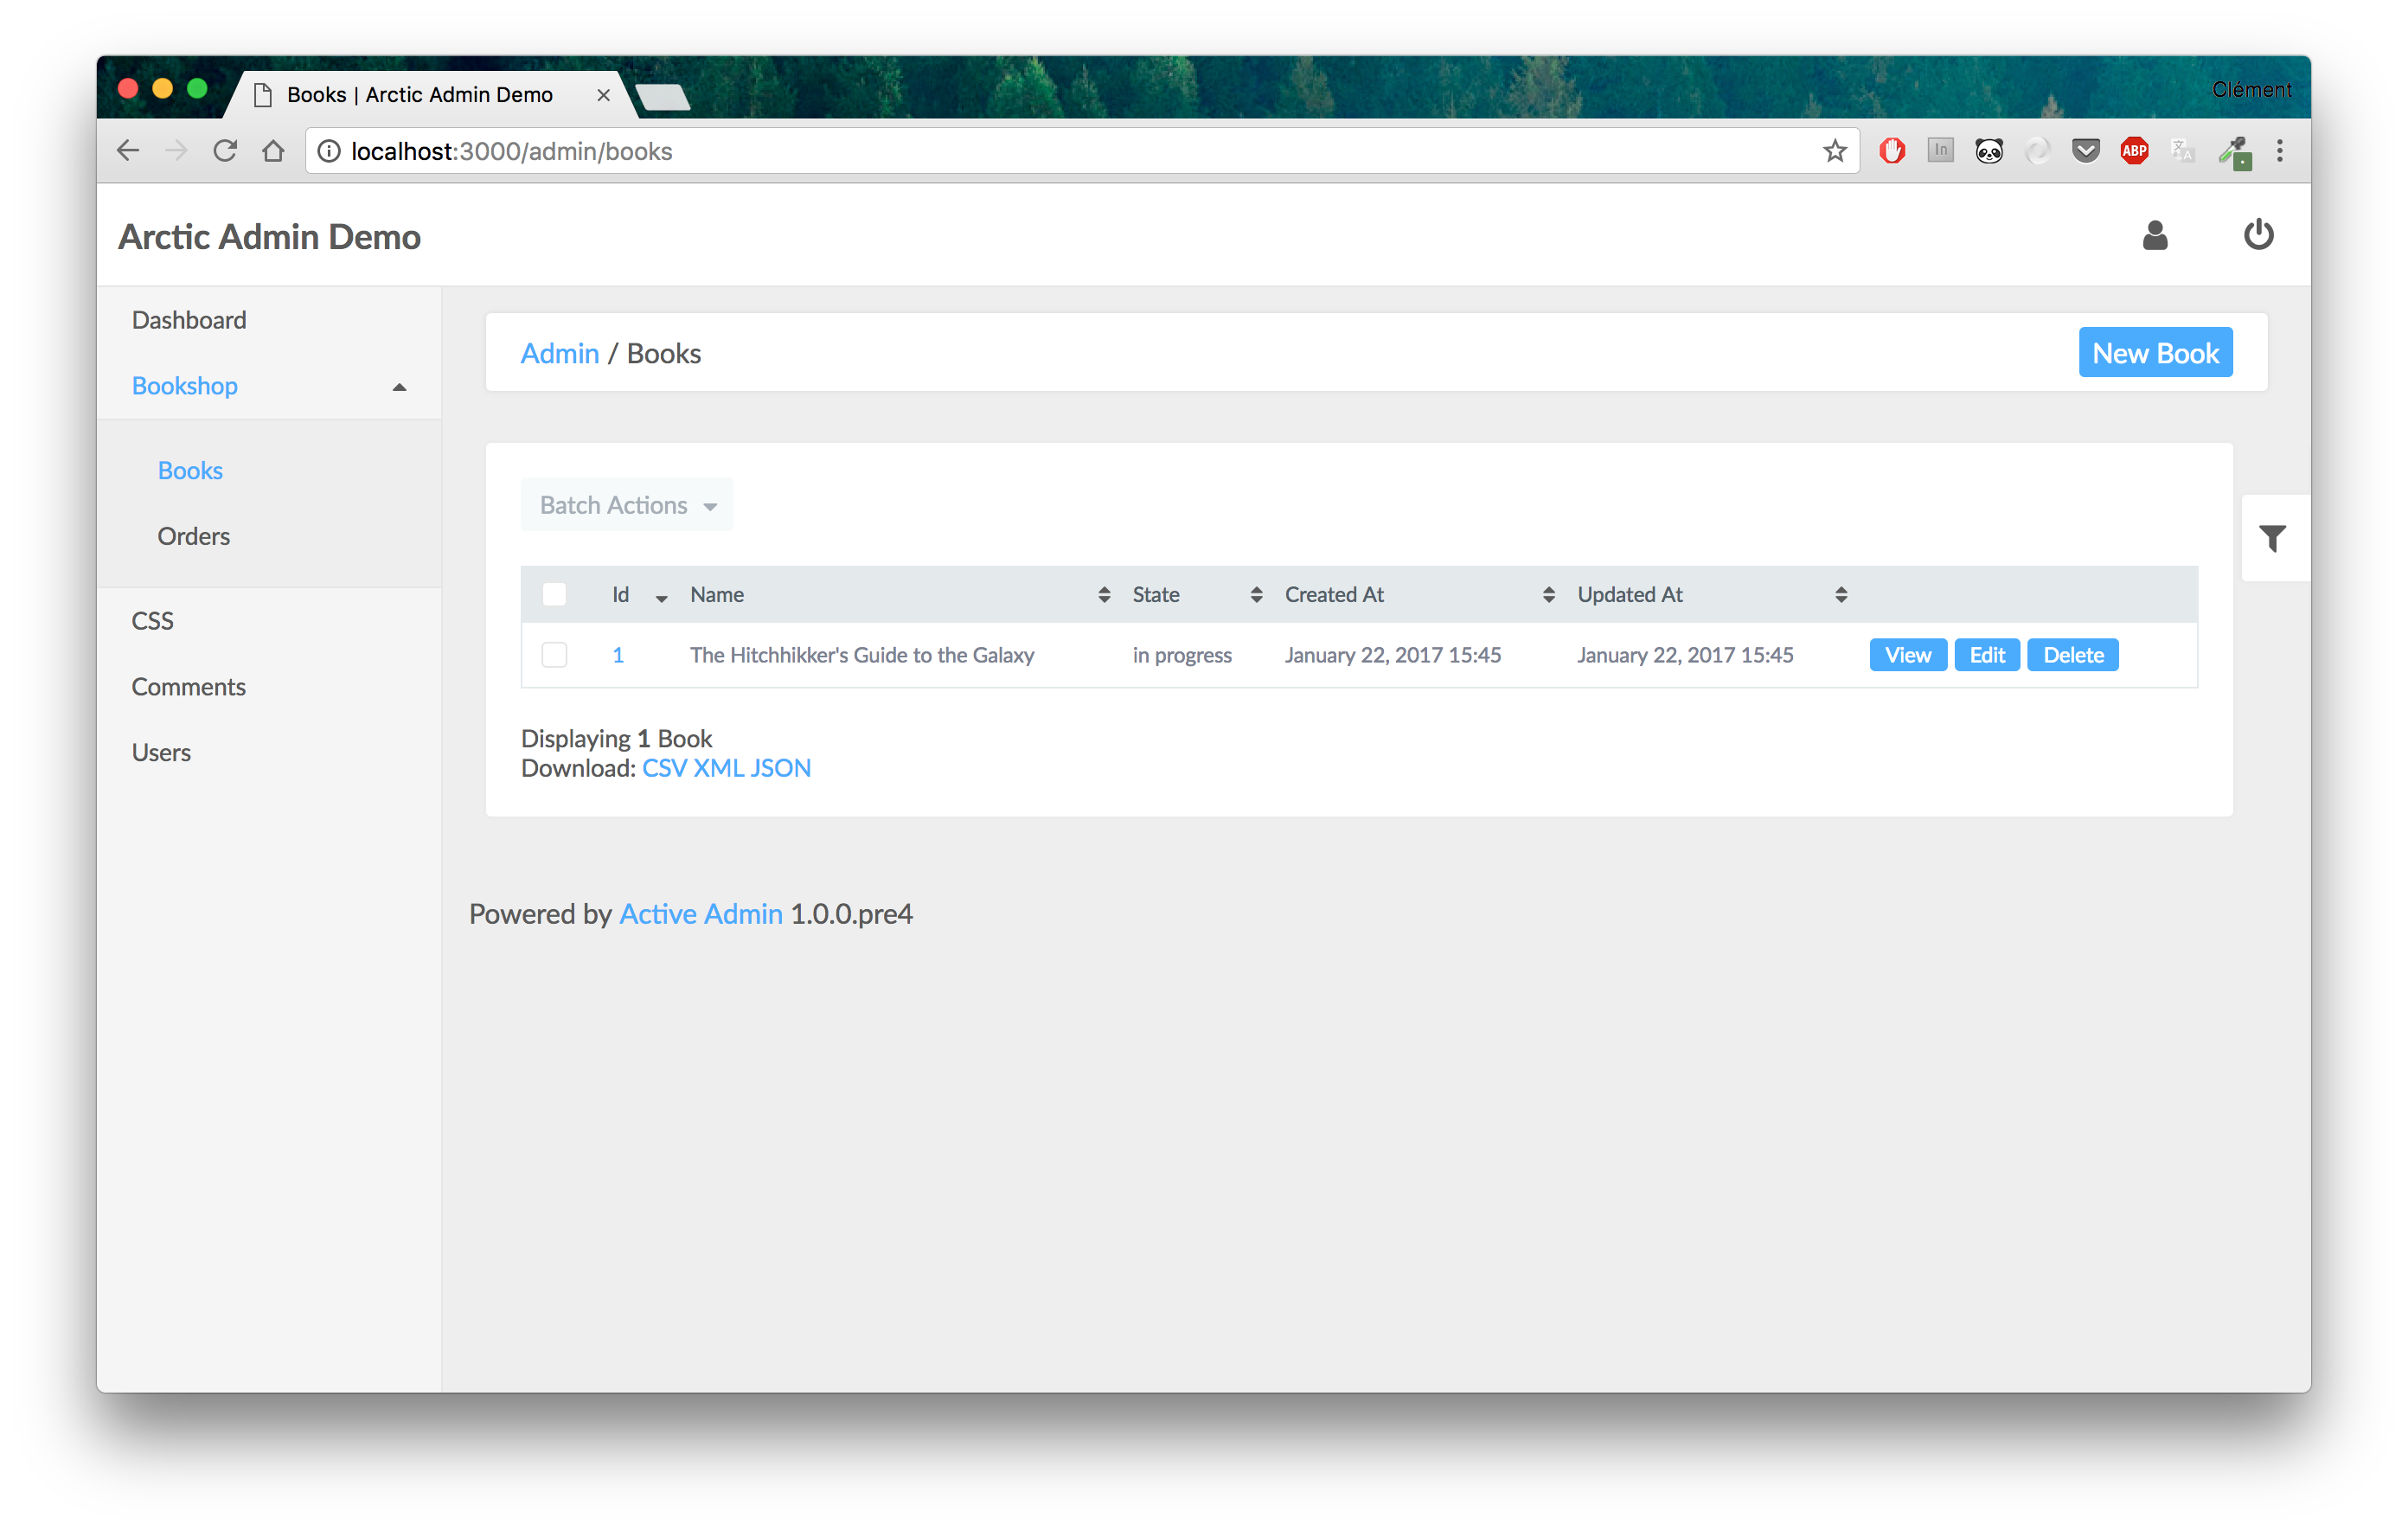 Books | Arctic Admin Demo
Clément
localhost:3000/admin/books
In
ABP
Arctic Admin Demo
Dashboard
Bookshop
Books
Orders
CSS
Comments
Users
Admin / Books
New Book
Batch Actions
Id Name State Created At Updated At
1 The Hitchhikker's Guide to the Galaxy in progress January 22, 2017 15:45 January 22, 2017 15:45 View Edit Delete
Displaying 1 Book
Download: CSV XML JSON
Powered by Active Admin 1.0.0.pre4